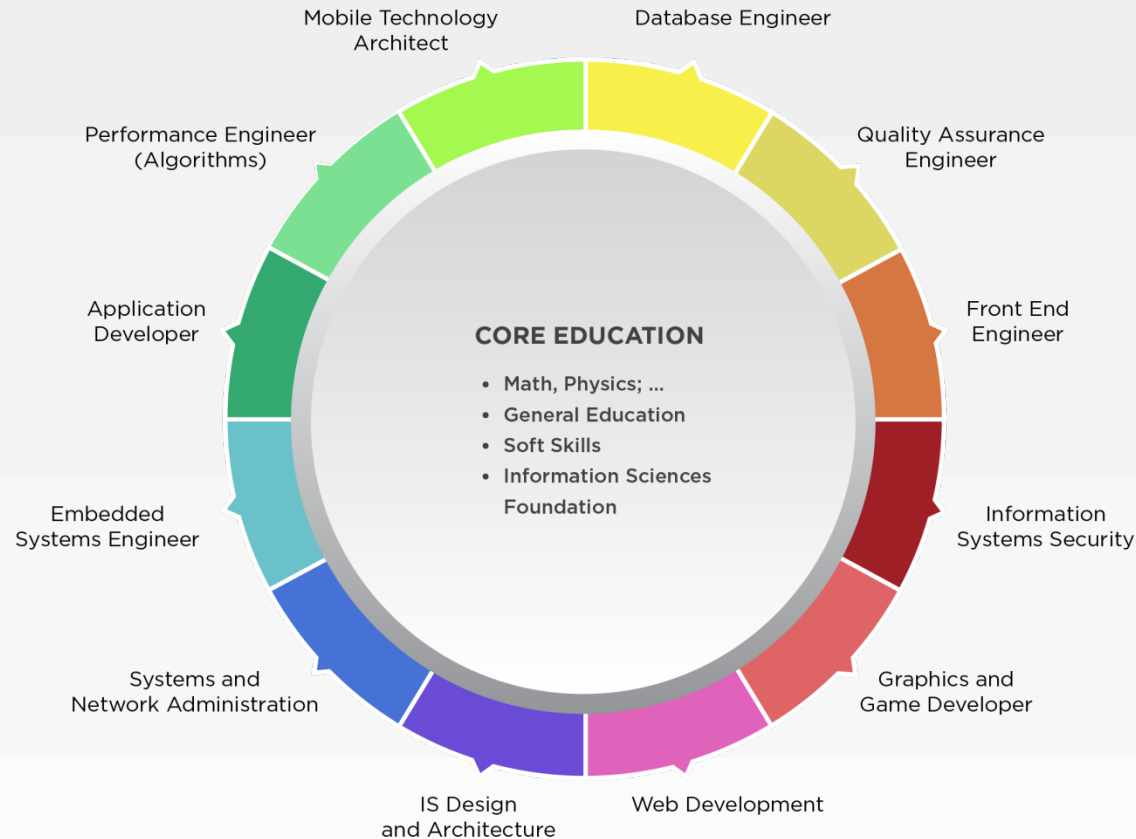 Mobile Technology
Architect
Database Engineer
Performance Engineer
(Algorithms)
Quality Assurance
Engineer
Application
Developer
Front End
Engineer
CORE EDUCATION
• Math, Physics; ...
• General Education
• Soft Skills
• Information Sciences
Foundation
Embedded
Systems Engineer
Information
Systems Security
Systems and
Network Administration
Graphics and
Game Developer
IS Design
and Architecture
Web Development